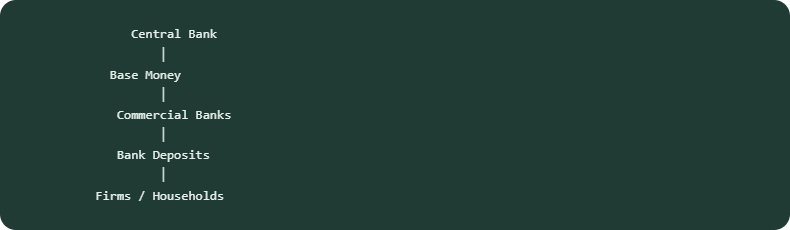 Central Bank
|
Base Money
|
Commercial Banks
|
Bank Deposits
|
Firms / Households